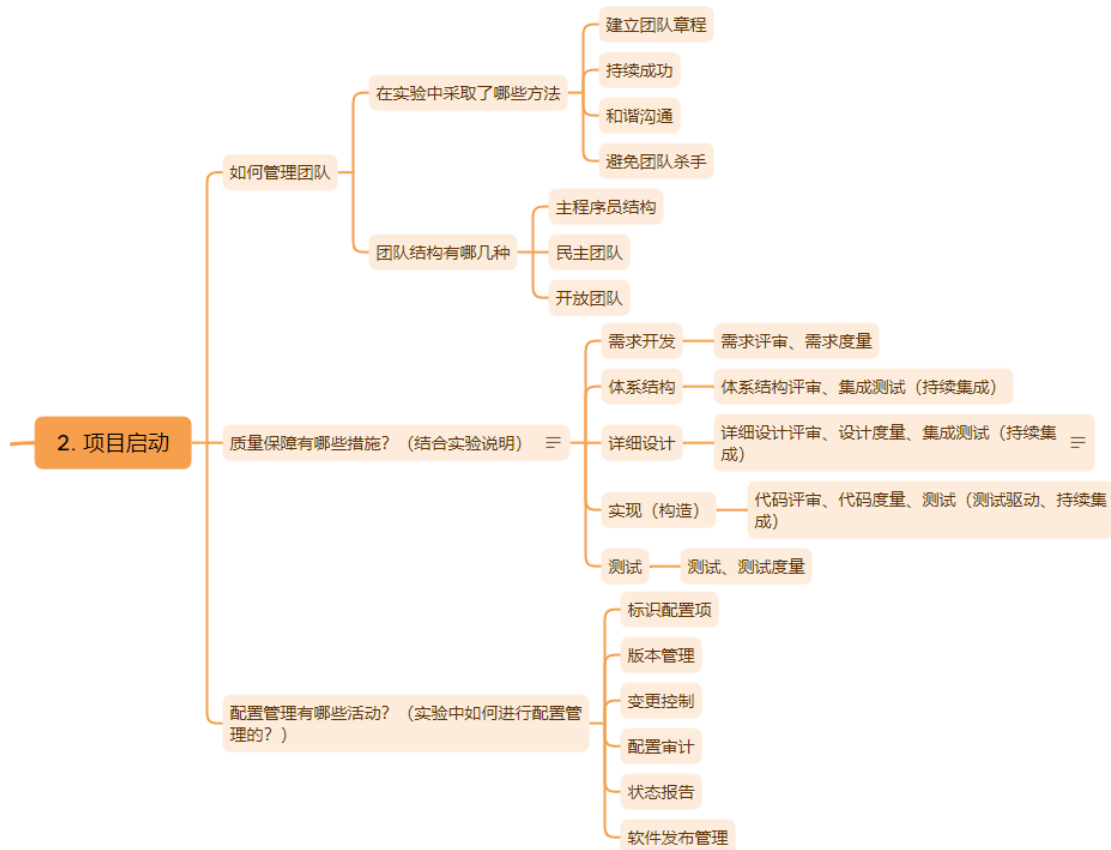 2. 项目启动
如何管理团队
在实验中采取了哪些方法
建立团队章程
持续成功
和谐沟通
避免团队杀手
团队结构有哪几种
主程序员结构
民主团队
开放团队
质量保障有哪些措施？（结合实验说明）
需求开发
需求评审、需求度量
体系结构
体系结构评审、集成测试（持续集成）
详细设计
详细设计评审、设计度量、集成测试（持续集
成）
实现（构造）
代码评审、代码度量、测试（测试驱动、持续集
成）
测试
测试、测试度量
配置管理有哪些活动？（实验中如何进行配置管
理的？）
标识配置项
版本管理
变更控制
配置审计
状态报告
软件发布管理